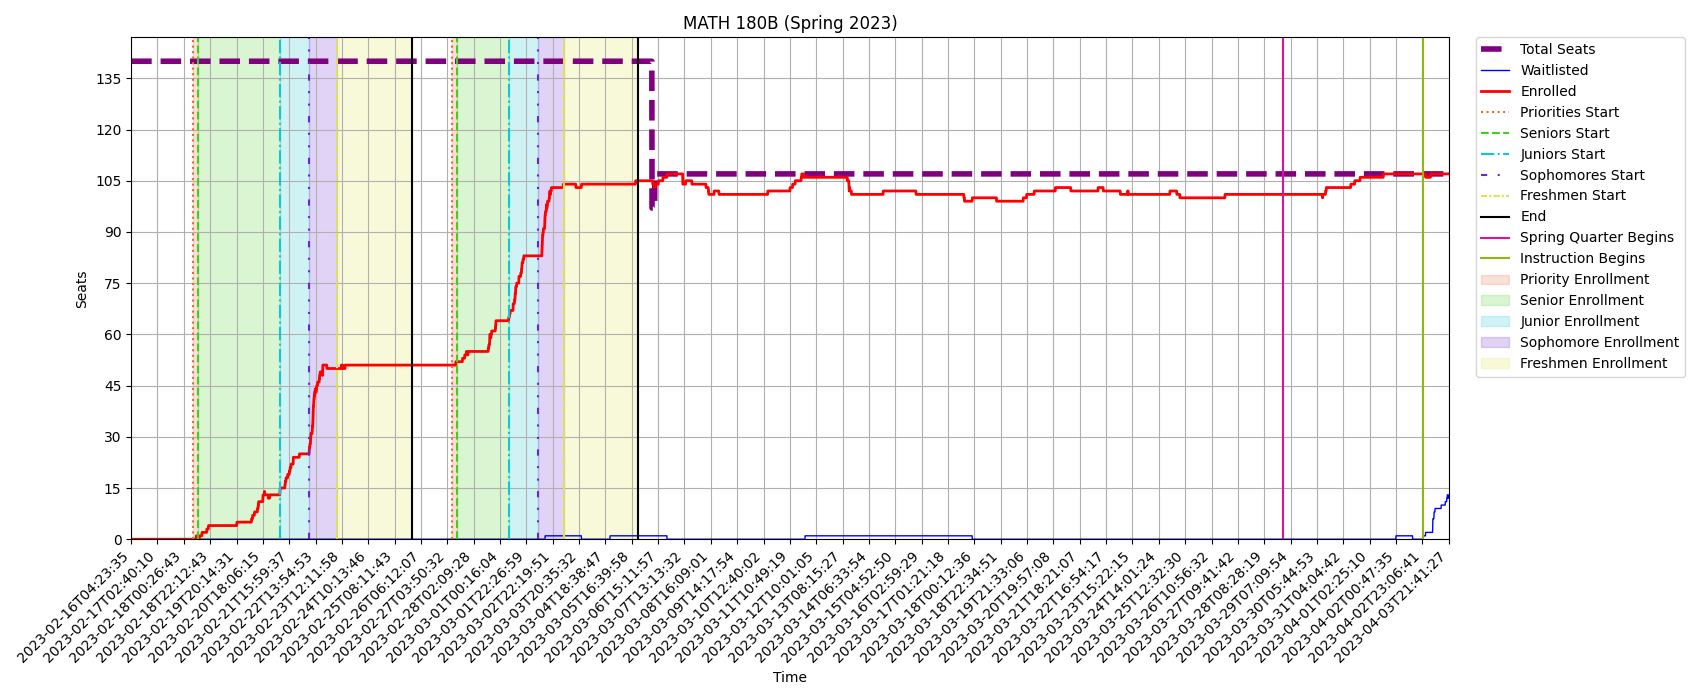 MATH 180B (Spring 2023)
135
120
105
90
75
60
45
30
15
0
Seats
2023-02-16T04:23:35
2023-02-17T02:40:10
2023-02-18T00:26:43
2023-02-18T22:12:43
2023-02-19T20:14:31
2023-02-20T18:06:15
2023-02-21T15:59:37
2023-02-22T13:54:53
2023-02-23T12:11:58
2023-02-24T10:13:46
2023-02-25T08:11:43
2023-02-26T06:12:07
2023-02-27T03:50:32
2023-02-28T02:09:28
2023-03-01T00:16:04
2023-03-01T22:26:59
2023-03-02T22:19:51
2023-03-03T20:35:32
2023-03-04T18:38:47
2023-03-05T16:39:58
2023-03-06T15:11:57
2023-03-07T13:13:32
2023-03-08T16:09:01
2023-03-09T14:17:54
2023-03-10T12:40:02
2023-03-11T10:49:19
2023-03-12T10:01:05
2023-03-13T08:15:27
2023-03-14T06:33:54
2023-03-15T04:52:50
2023-03-16T02:59:29
2023-03-17T01:21:18
2023-03-18T00:12:36
2023-03-18T22:34:51
2023-03-19T21:33:06
2023-03-20T19:57:08
2023-03-21T18:21:07
2023-03-22T16:54:17
2023-03-23T15:22:15
2023-03-24T14:01:24
2023-03-25T12:32:30
2023-03-26T10:56:32
2023-03-27T09:41:42
2023-03-28T08:28:19
2023-03-29T07:09:54
2023-03-30T05:44:53
2023-03-31T04:04:42
2023-04-01T02:25:10
2023-04-02T00:47:35
2023-04-02T23:06:41
2023-04-03T21:41:27
Time
Total Seats
Waitlisted
Enrolled
Priorities Start
Seniors Start
Juniors Start
Sophomores Start
Freshmen Start
End
Spring Quarter Begins
Instruction Begins
Priority Enrollment
Senior Enrollment
Junior Enrollment
Sophomore Enrollment
Freshmen Enrollment